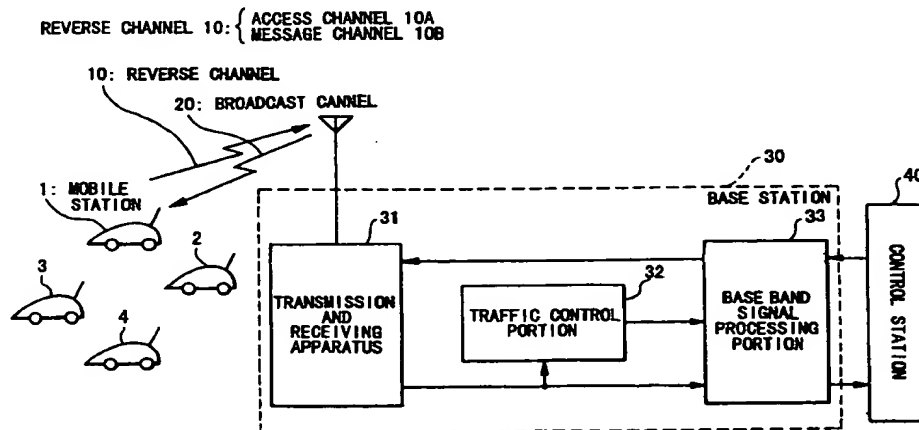 REVERSE CHANNEL 10: { ACCESS CHANNEL 10A
MESSAGE CHANNEL 10B
10: REVERSE CHANNEL
20: BROADCAST CANNEL
1: MOBILE
STATION
2
3
4
30
BASE STATION
31
TRANSMISSION
AND
RECEIVING
APPARATUS
32
TRAFFIC CONTROL
PORTION
33
BASE BAND
SIGNAL
PROCESSING
PORTION
40
CONTROL STATION